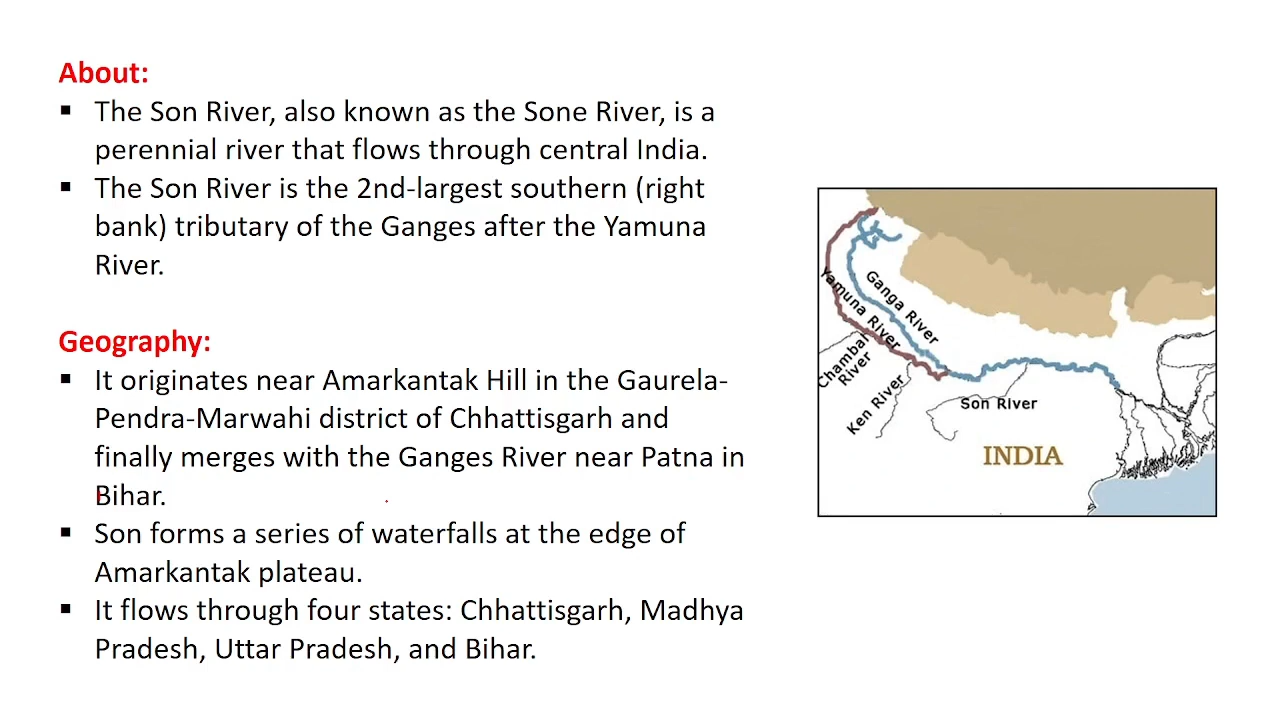 About:
▪ The Son River, also known as the Sone River, is a
perennial river that flows through central India.
▪ The Son River is the 2nd-largest southern (right
bank) tributary of the Ganges after the Yamuna
River.
Geography:
▪ It originates near Amarkantak Hill in the Gaurela-
Pendra-Marwahi district of Chhattisgarh and
finally merges with the Ganges River near Patna in
Bihar.
▪ Son forms a series of waterfalls at the edge of
Amarkantak plateau.
▪ It flows through four states: Chhattisgarh, Madhya
Pradesh, Uttar Pradesh, and Bihar.
Yamuna River
Ganga River
Chambal
River
Ken River
Son River
INDIA